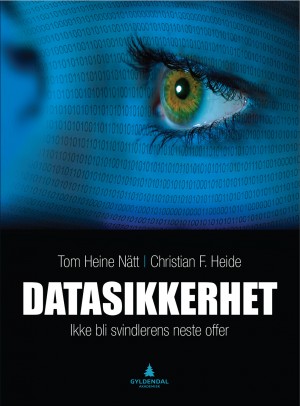 Tom Heine Nätt | Christian F. Heide
DATASIKKERHET
Ikke bli svindlerens neste offer
GYLDENDAL